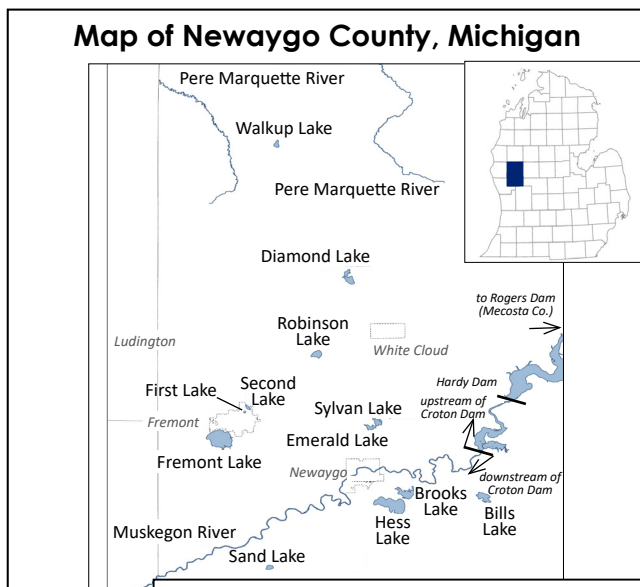 Map of Newaygo County, Michigan
Pere Marquette River
Walkup Lake
Pere Marquette River
Diamond Lake
to Rogers Dam
(Mecosta Co.)
Robinson
Lake
White Cloud
Ludington
Hardy Dam
First Lake
Second
Lake
upstream of
Croton Dam
Sylvan Lake
Fremont
Emerald Lake
Fremont Lake
Newaygo
downstream of
Croton Dam
Brooks
Lake
Bills
Lake
Hess
Lake
Muskegon River
Sand Lake